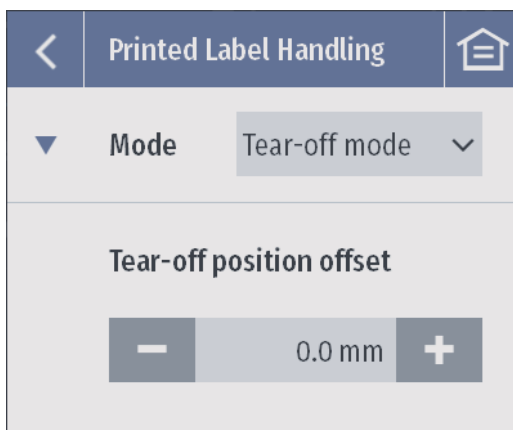 Printed Label Handling
Mode Tear-off mode
Tear-off position offset
0.0 mm